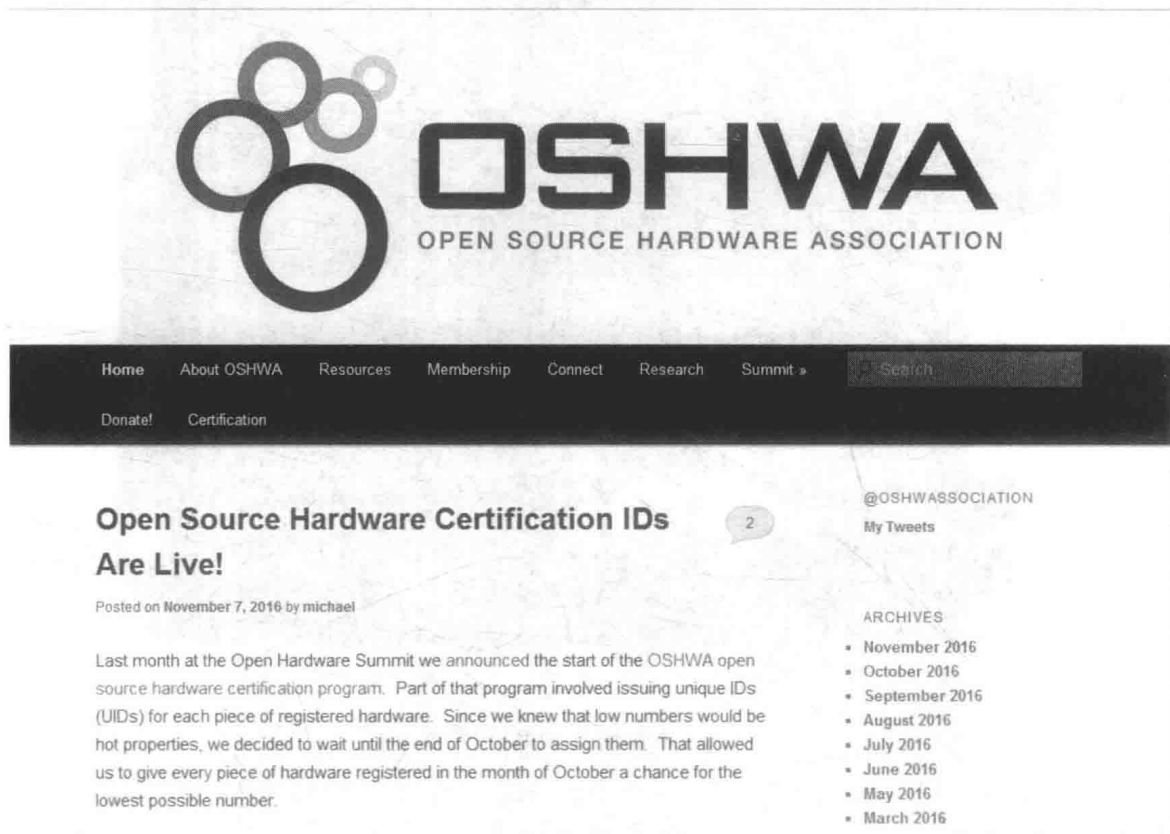 OSHWA
OPEN SOURCE HARDWARE ASSOCIATION
Home About OSHWA Resources Membership Connect Research Summit » Search
Donate! Certification
Open Source Hardware Certification IDs
Are Live!
2
Posted on November 7, 2016 by michael
Last month at the Open Hardware Summit we announced the start of the OSHWA open
source hardware certification program. Part of that program involved issuing unique IDs
(UIDs) for each piece of registered hardware. Since we knew that low numbers would be
hot properties, we decided to wait until the end of October to assign them. That allowed
us to give every piece of hardware registered in the month of October a chance for the
lowest possible number.
@OSHWASSOCIATION
My Tweets
ARCHIVES
▪ November 2016
▪ October 2016
▪ September 2016
▪ August 2016
▪ July 2016
▪ June 2016
▪ May 2016
▪ March 2016